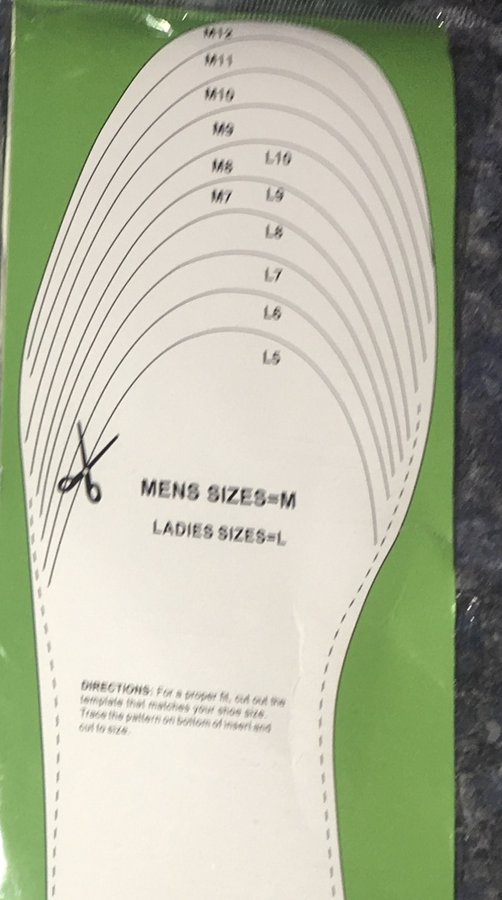 M12
M11
M10
M9
L10
M8
M7 L9
L8
L7
L6
L5
MENS SIZES=M
LADIES SIZES=L
DIRECTIONS: For a proper fit, cut out the
template that matches your shoe size.
Trace the pattern on bottom of insert and
cut to size.